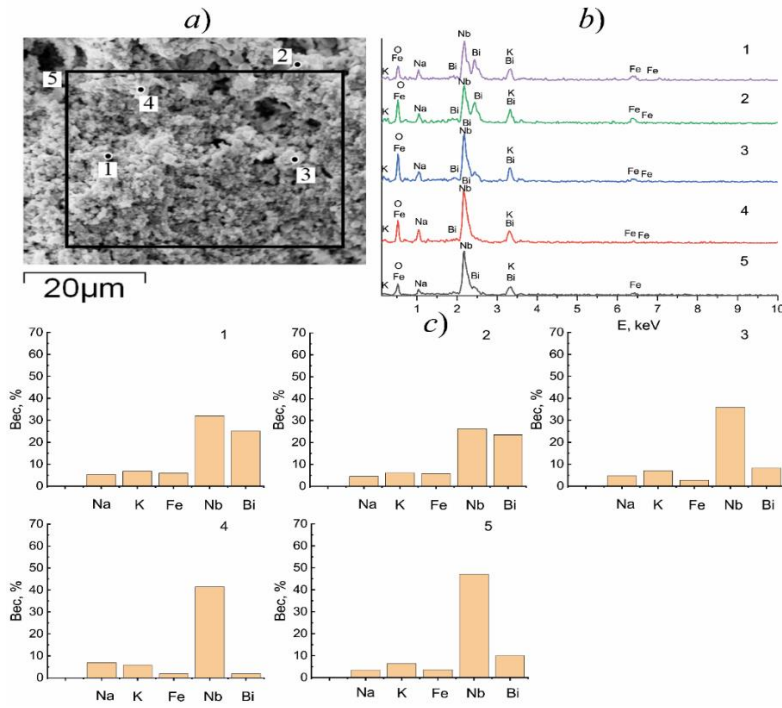 a)
2
5
4
1
3
20µm
b)
Nb
O
Fe
K
Na
Bi
Bi
K
Bi
Fe
Fe
1
Nb
O
Fe
K
Na
Bi
Bi
K
Bi
Fe
Fe
2
Bi
Nb
O
Fe
K
Na
Bi
K
Bi
Fe
Fe
3
Bi
Nb
O
Fe
K
Na
Bi
K
Bi
Fe Fe
4
Nb
O
Fe
K
Na
Bi
K
Bi
Fe
5
1 2 3 4 5 6 7 8 9 10
E, keV
c)
1
70
60
50
40
30
20
10
0
Вес, %
Na K Fe Nb Bi
2
70
60
50
40
30
20
10
0
Вес, %
Na K Fe Nb Bi
3
70
60
50
40
30
20
10
0
Вес, %
Na K Fe Nb Bi
4
70
60
50
40
30
20
10
0
Вес, %
Na K Fe Nb Bi
5
70
60
50
40
30
20
10
0
Вес, %
Na K Fe Nb Bi